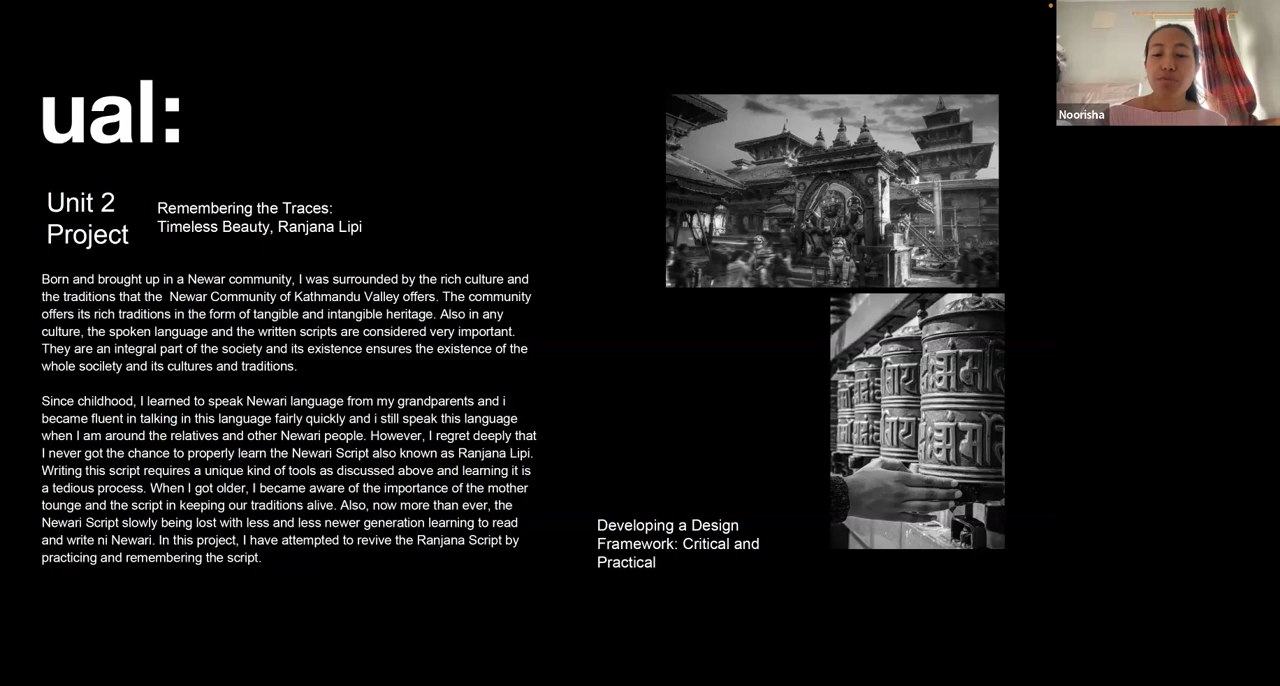 ual:
Unit 2
Project
Remembering the Traces:
Timeless Beauty, Ranjana Lipi
Born and brought up in a Newar community, I was surrounded by the rich culture and
the traditions that the  Newar Community of Kathmandu Valley offers. The community
offers its rich traditions in the form of tangible and intangible heritage. Also in any
culture, the spoken language and the written scripts are considered very important.
They are an integral part of the society and its existence ensures the existence of the
whole socilety and its cultures and traditions.
Since childhood, I learned to speak Newari language from my grandparents and i
became fluent in talking in this language fairly quickly and i still speak this language
when I am around the relatives and other Newari people. However, I regret deeply that
I never got the chance to properly learn the Newari Script also known as Ranjana Lipi.
Writing this script requires a unique kind of tools as discussed above and learning it is
a tedious process. When I got older, I became aware of the importance of the mother
tounge and the script in keeping our traditions alive. Also, now more than ever, the
Newari Script slowly being lost with less and less newer generation learning to read
and write ni Newari. In this project, I have attempted to revive the Ranjana Script by
practicing and remembering the script.
Developing a Design
Framework: Critical and
Practical
Noorisha